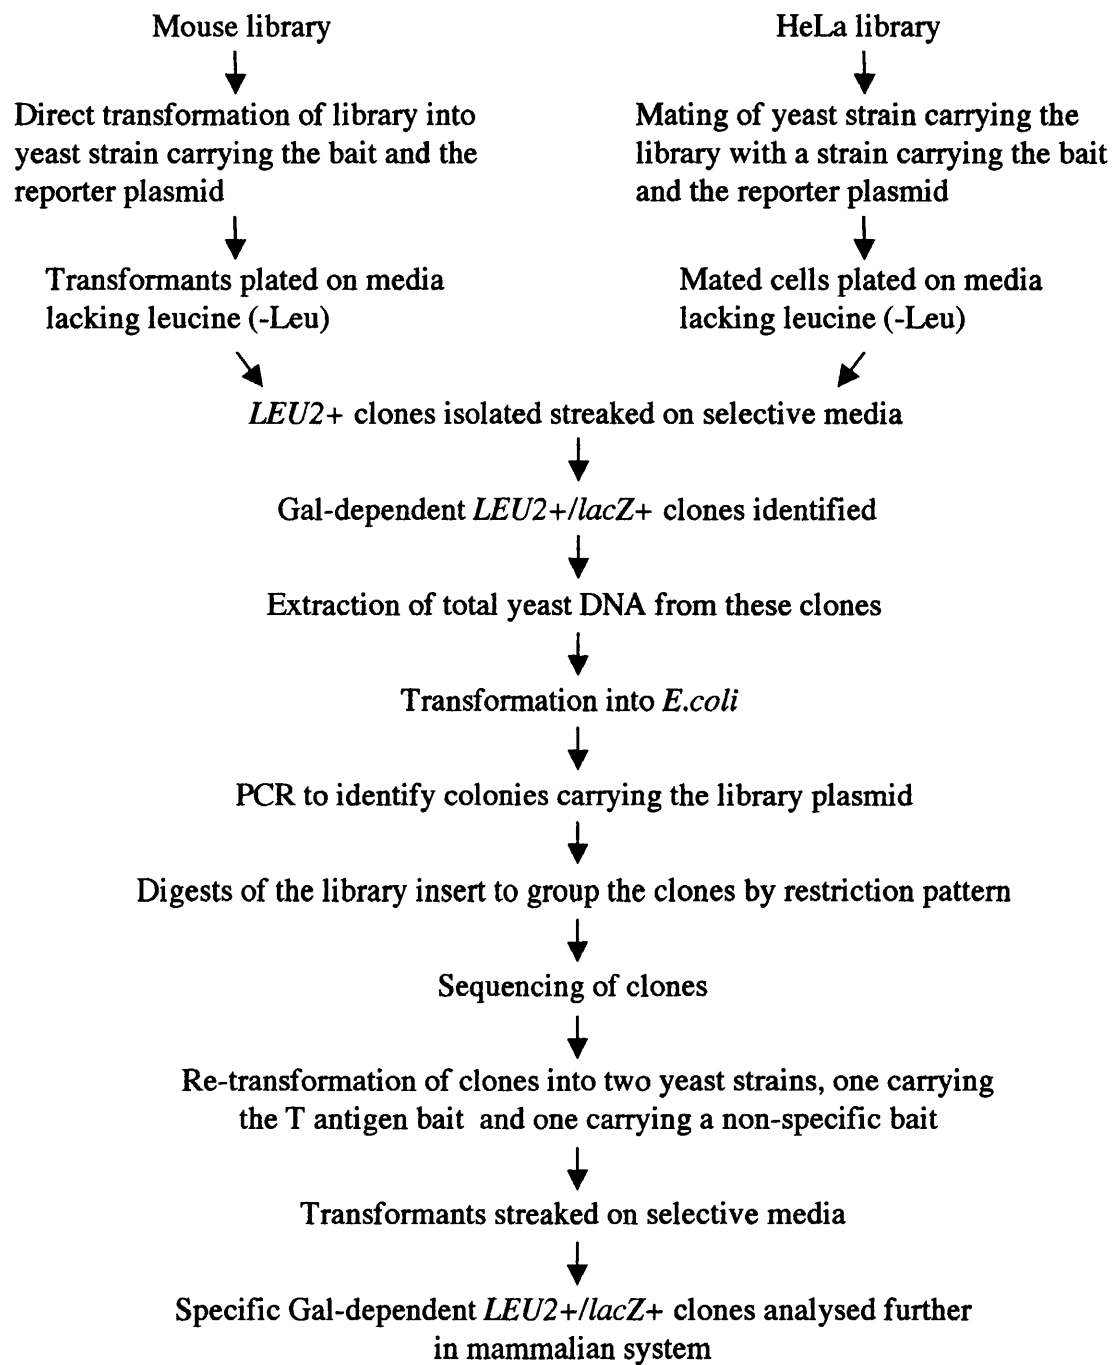 Mouse library
Direct transformation of library into
yeast strain carrying the bait and the
reporter plasmid
Transformants plated on media
lacking leucine (-Leu)
HeLa library
Mating of yeast strain carrying the
library with a strain carrying the bait
and the reporter plasmid
Mated cells plated on media
lacking leucine (-Leu)
LEU2+ clones isolated streaked on selective media
Gal-dependent LEU2+/lacZ+ clones identified
Extraction of total yeast DNA from these clones
Transformation into E.coli
PCR to identify colonies carrying the library plasmid
Digests of the library insert to group the clones by restriction pattern
Sequencing of clones
Re-transformation of clones into two yeast strains, one carrying
the T antigen bait and one carrying a non-specific bait
Transformants streaked on selective media
Specific Gal-dependent LEU2+/lacZ+ clones analysed further
in mammalian system